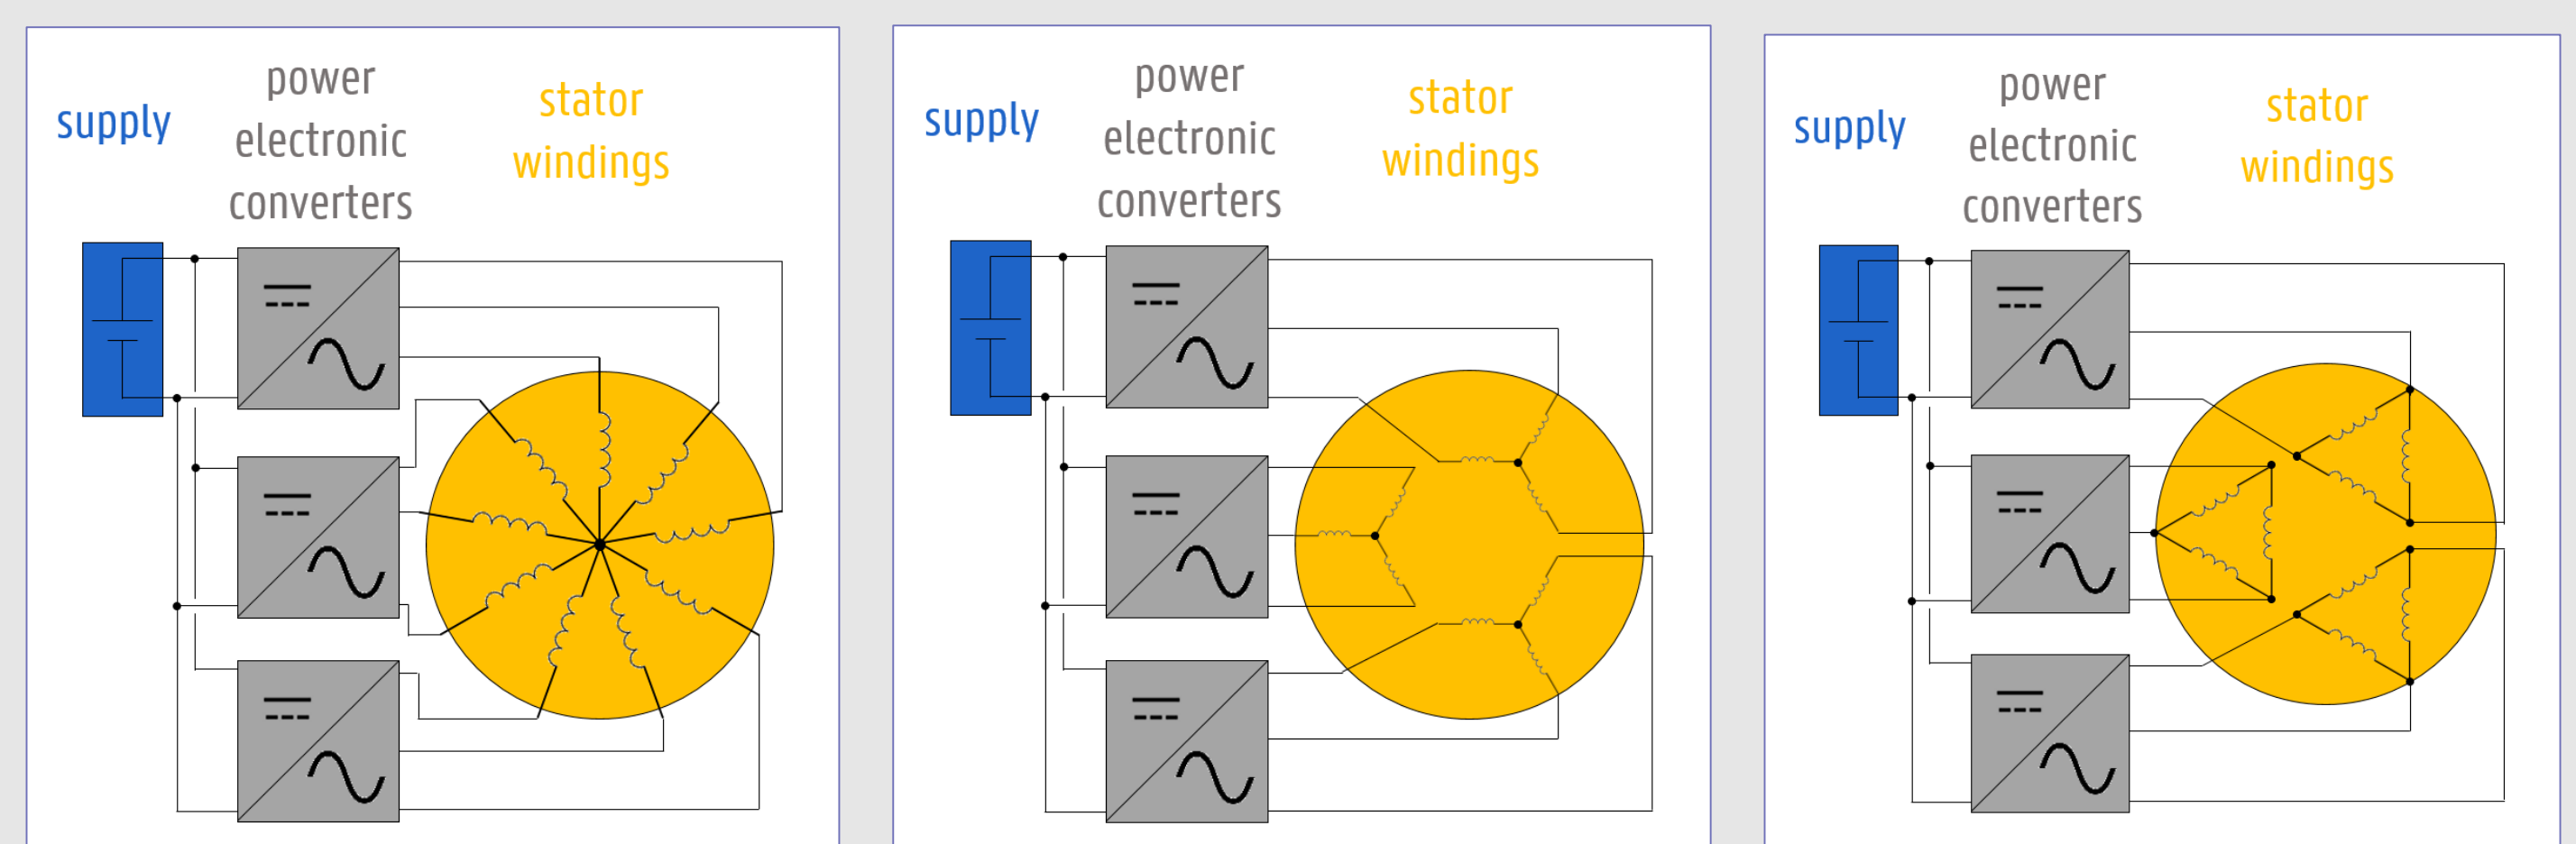 supply
power
electronic
converters
stator
windings
supply
power
electronic
converters
stator
windings
supply
power
electronic
converters
stator
windings